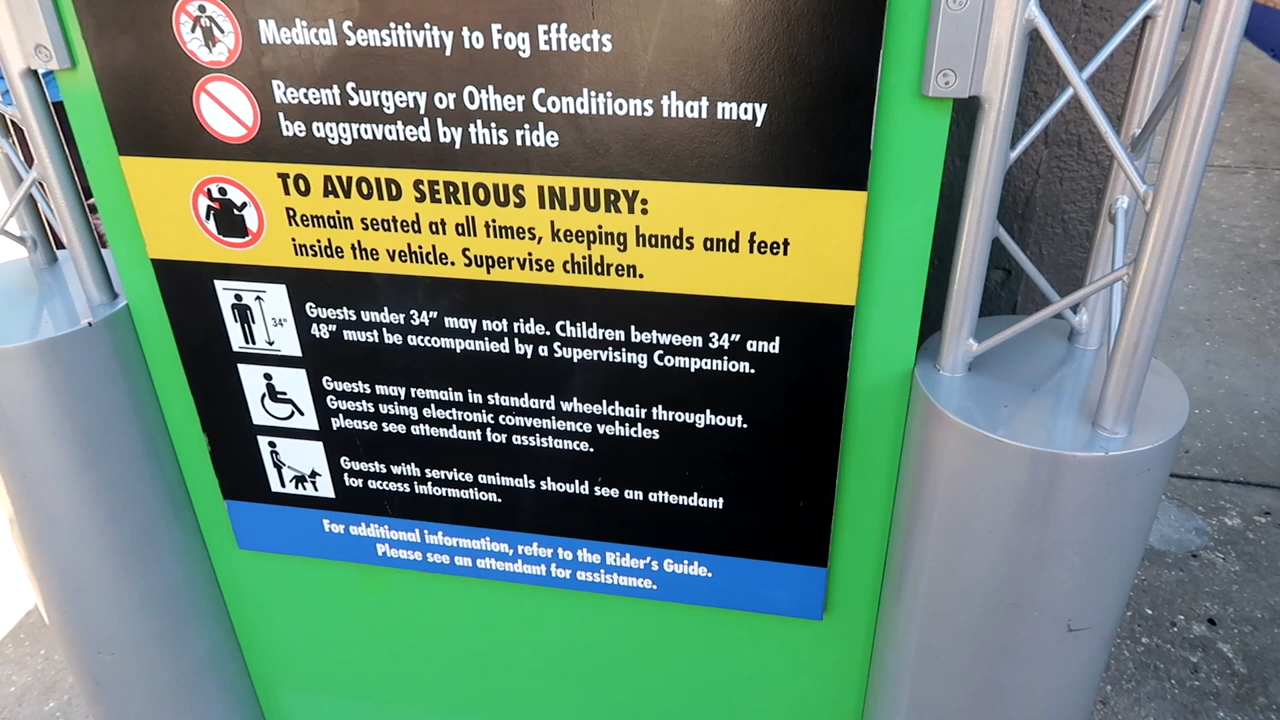 Medical Sensitivity to Fog Effects
Recent Surgery or Other Conditions that may
be aggravated by this ride
TO AVOID SERIOUS INJURY:
Remain seated at all times, keeping hands and feet
inside the vehicle. Supervise children.
34"
Guests under 34" may not ride. Children between 34" and
48" must be accompanied by a Supervising Companion.
Guests may remain in standard wheelchair throughout.
Guests using electronic convenience vehicles
please see attendant for assistance.
Guests with service animals should see an attendant
for access information.
For additional information, refer to the Rider's Guide.
Please see an attendant for assistance.